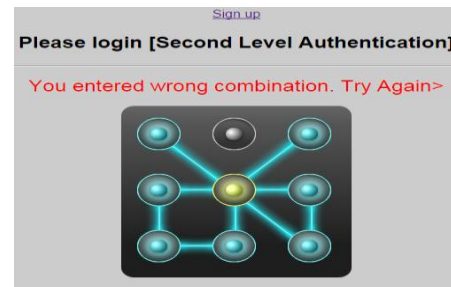 Sign up
Please login [Second Level Authentication]
You entered wrong combination. Try Again>